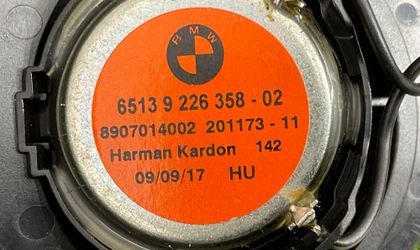 BMW
6513 9 226 358 - 02
8907014002 201173 - 11
Harman Kardon 142
09/09/17 HU